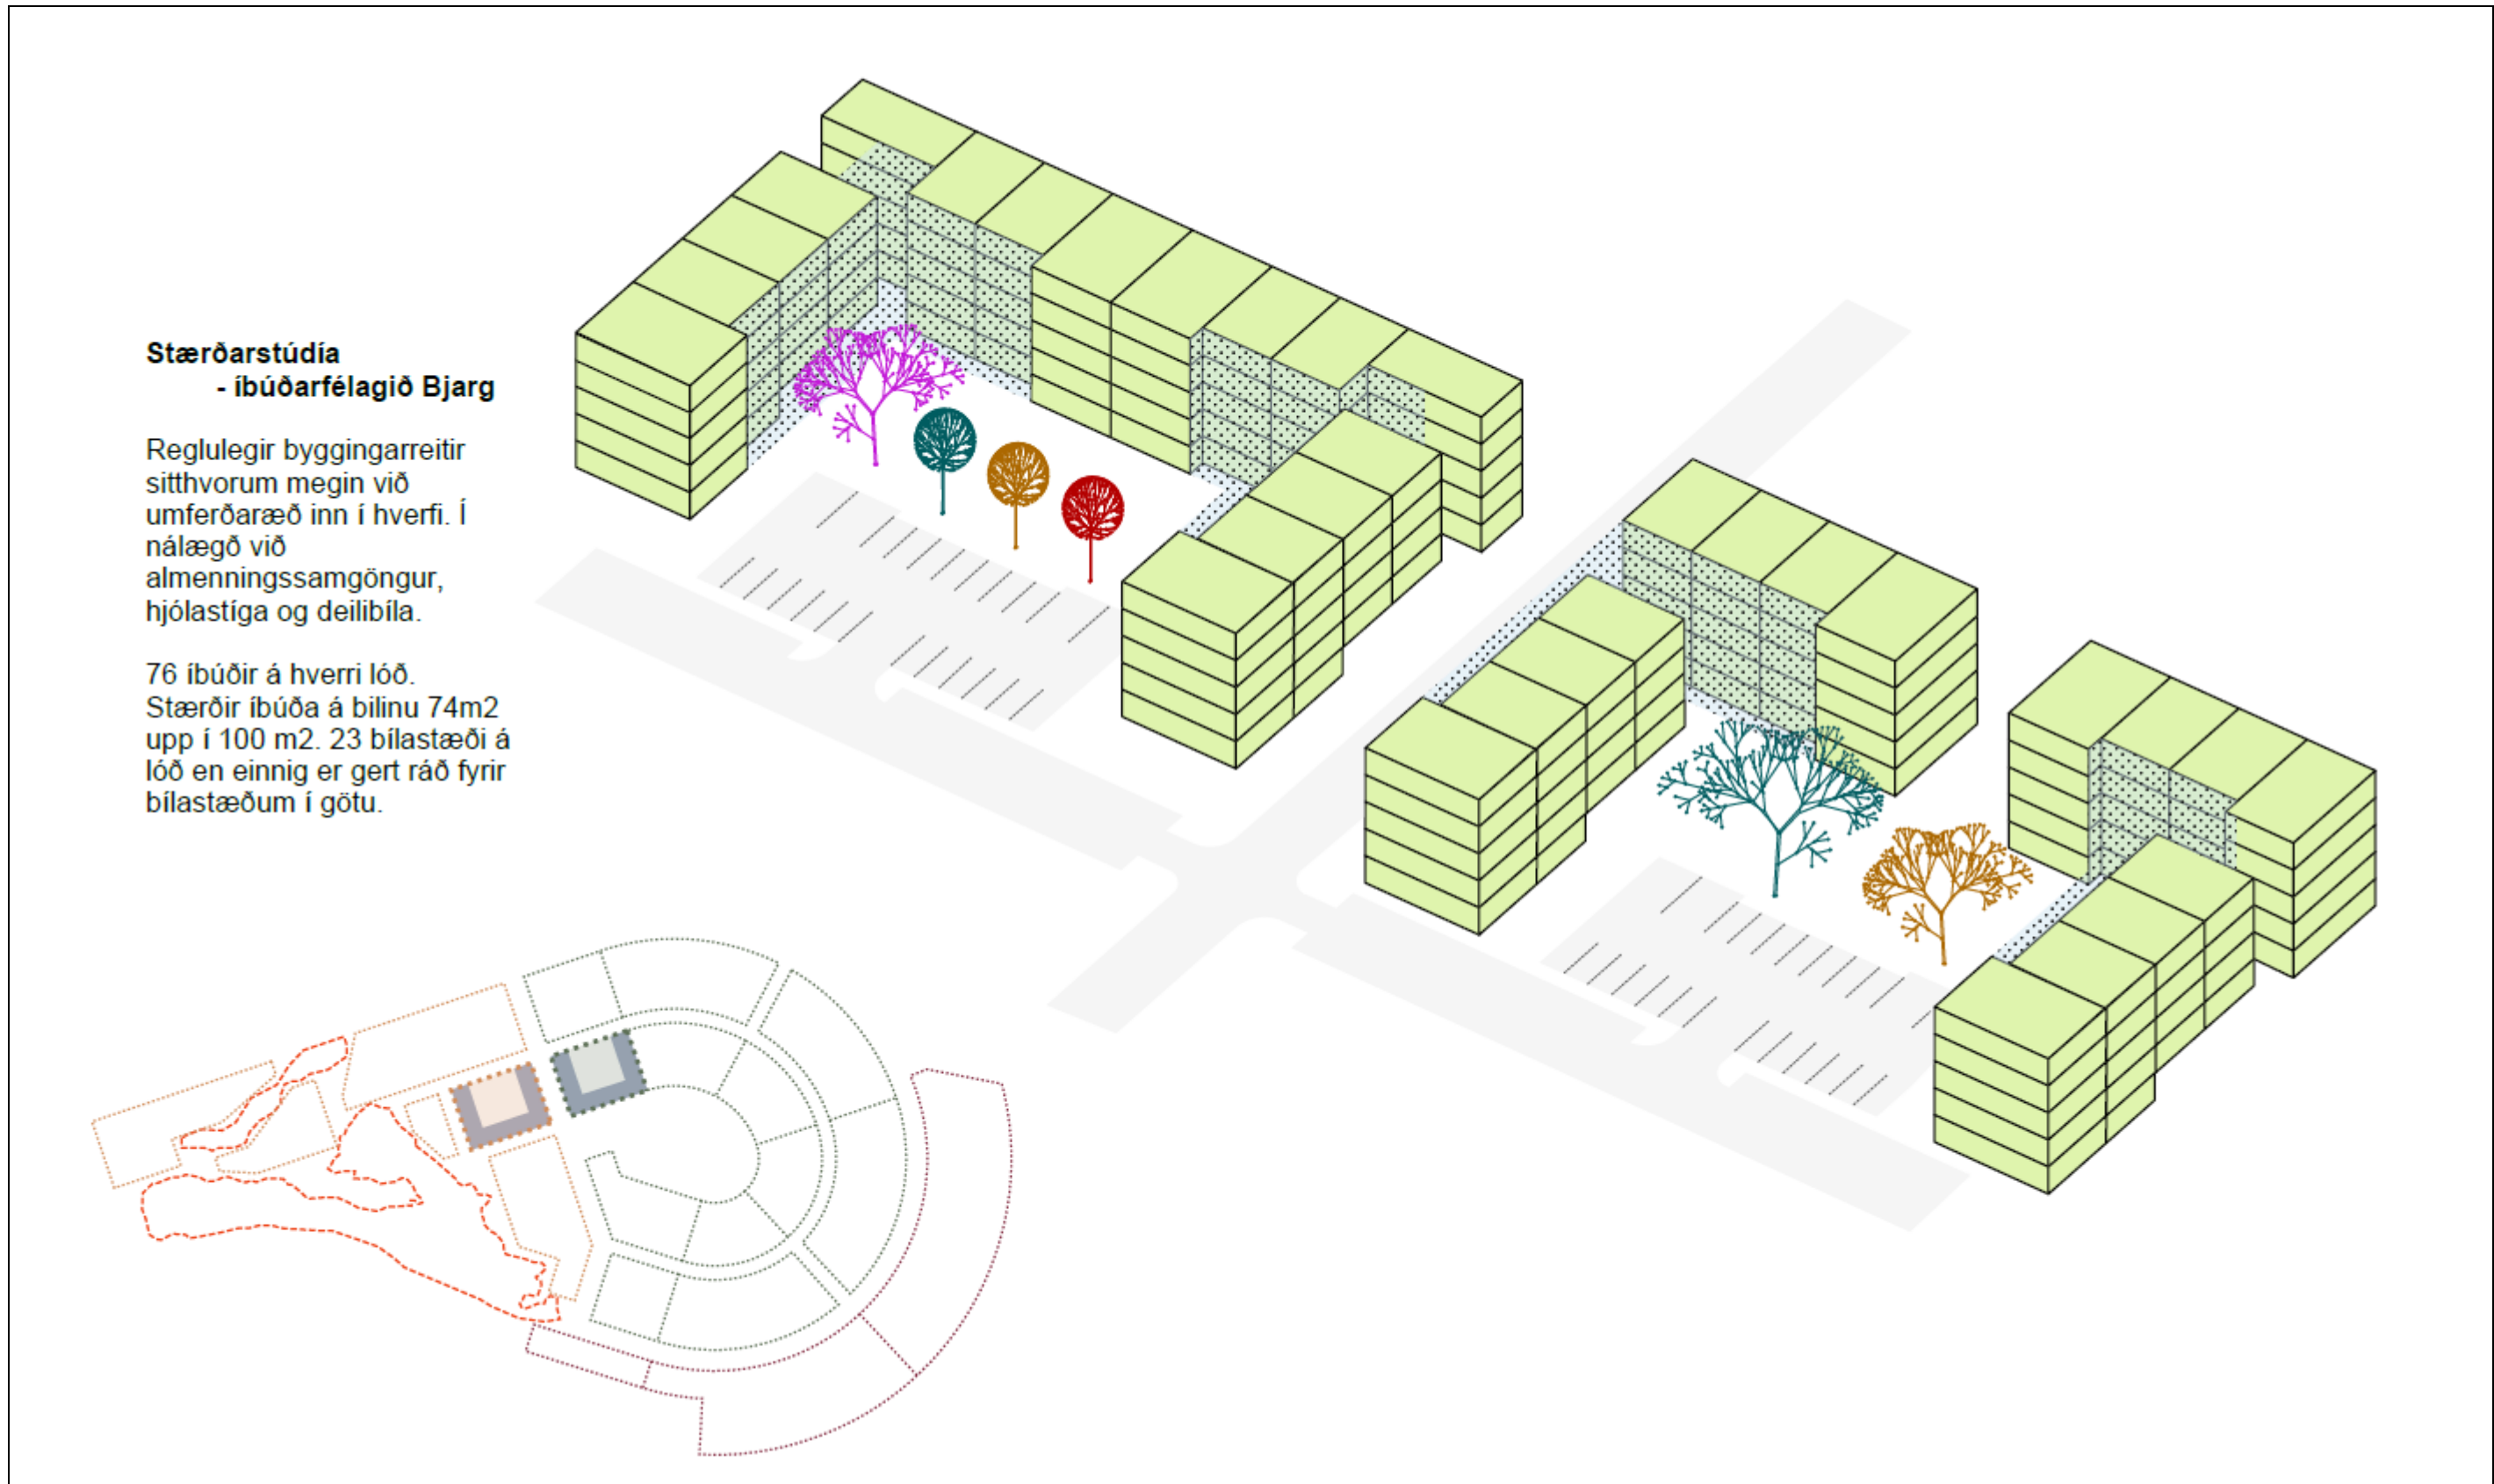 Stærðarstúdía
- íbúðarfélagið Bjarg
Reglulegir byggingarreitir
sitthvorum megin við
umferðaræð inn í hverfi. Í
nálægð við
almenningssamgöngur,
hjólastíga og deilibíla.
76 íbúðir á hverri lóð.
Stærðir íbúða á bilinu 74m2
upp í 100 m2. 23 bílastæði á
lóð en einnig er gert ráð fyrir
bílastæðum í götu.